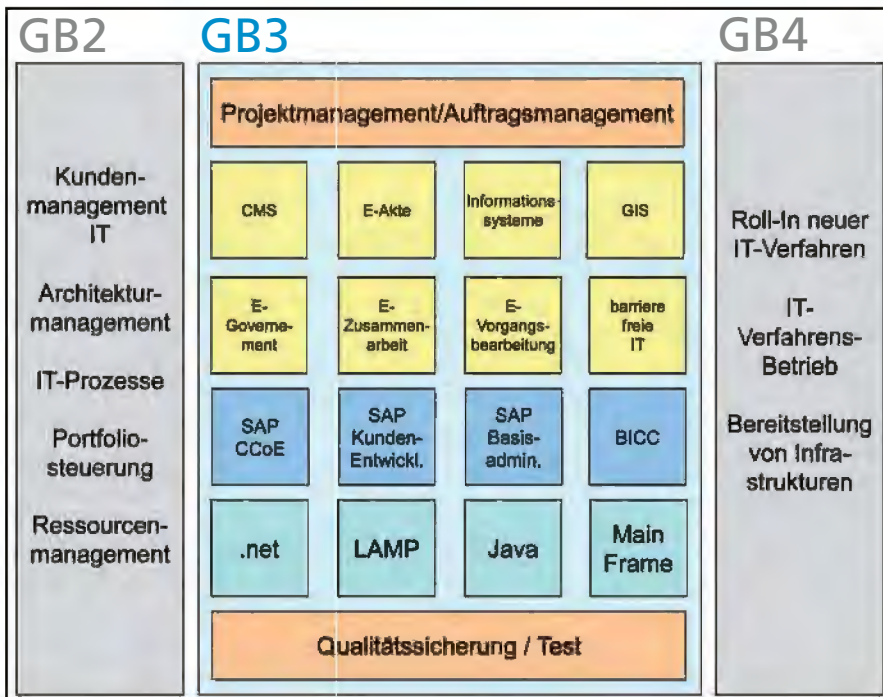 GB2
GB3
GB4
Kunden-
management
IT
Architektur-
management
IT-Prozesse
Portfolio-
steuerung
Ressourcen-
management
Projektmanagement/Auftragsmanagement
CMS
E-Akte
Informations-
systeme
GIS
E-
Governe-
ment
E-
Zusammen-
arbeit
E-
Vorgangs-
bearbeitung
barriere
freie
IT
SAP
CCoE
SAP
Kunden-
Entwickl.
SAP
Basis-
admin.
BICC
.net
LAMP
Java
Main
Frame
Qualitätssicherung / Test
Roll-In neuer
IT-Verfahren
IT-
Verfahrens-
Betrieb
Bereitstellung
von Infra-
strukturen